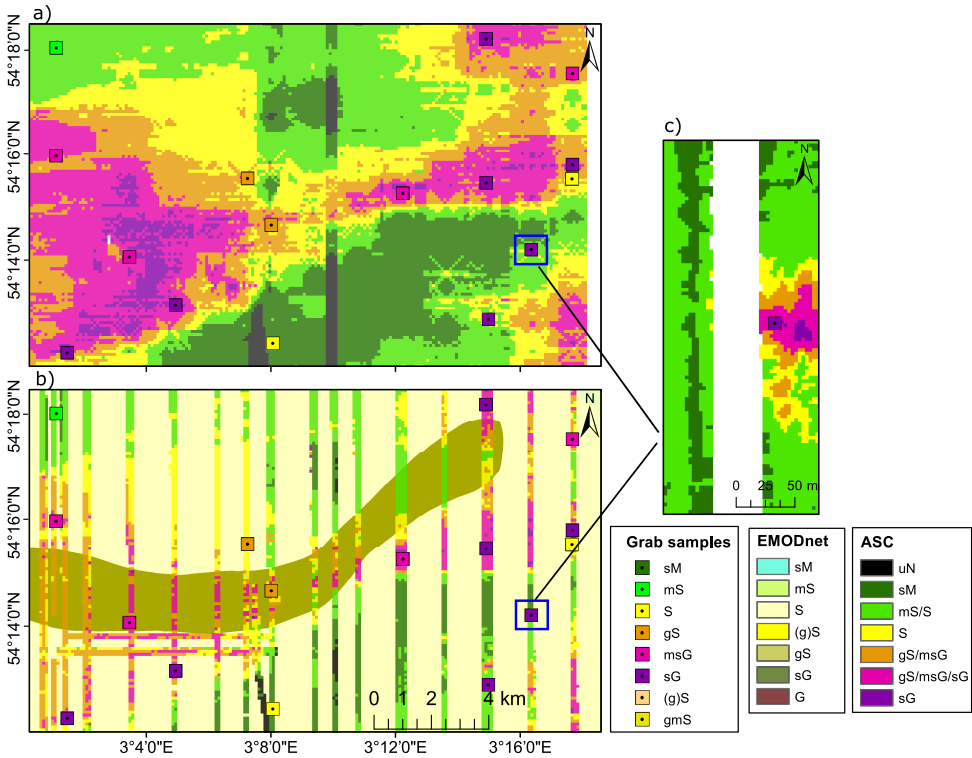 a)
54°18'0"N
54°16'0"N
54°14'0"N
N
b)
54°18'0"N
54°16'0"N
54°14'0"N
N
0 1 2 4 km
3°4'0"E 3°8'0"E 3°12'0"E 3°16'0"E
c)
N
0 25 50 m
Grab samples
sM
mS
S
gS
msG
sG
(g)S
gmS
EMODnet
sM
mS
S
(g)S
gS
sG
G
ASC
uN
sM
mS/S
S
gS/msG
gS/msG/sG
sG